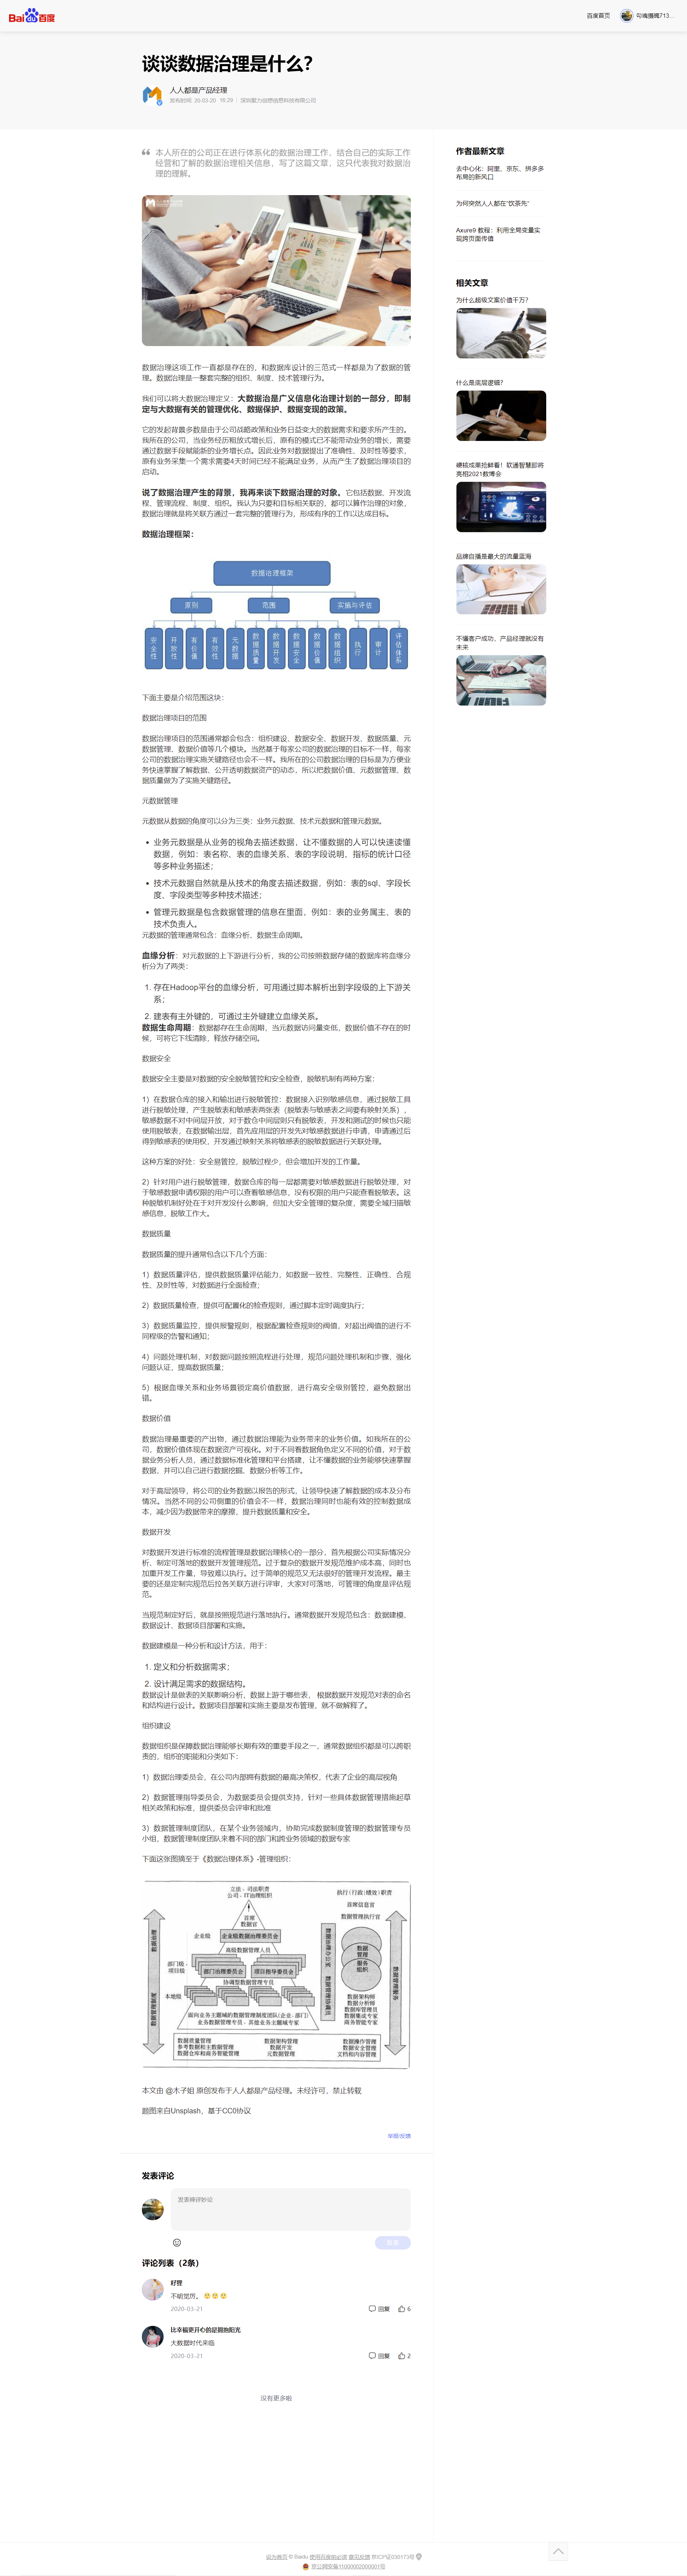 Bai百度
百度首页
谈谈数据治理是什么？
人人都是产品经理
发布时间: 20-03-20 16:29
本人所在的公司正在进行体系化的数据治理工作，结合自己的实际工作
经营和了解的数据治理相关信息，写了这篇文章，这只代表我对数据治
理的理解。
数据治理这项工作一直都是存在的，和数据库设计的三范式一样都是为了数据的管
理。数据治理是一整套完整的组织、制度、技术管理行为。
我们可以将大数据治理定义：大数据治是广义信息化治理计划的一部分，即制
定与大数据有关的管理优化、数据保护、数据变现的政策。
它的发起背景多数是由于公司战略政策和业务日益变大的数据需求和要求所产生的。
我所在的公司，当业务经历粗放式增长后，原有的模式已不能带动业务的增长，需要
通过数据手段赋能新的业务增长点。因此业务对数据提出了准确性、及时性等要求，
原有业务采集一个需求需要4天时间已经不能满足业务，从而产生了数据治理项目的
启动。
说了数据治理产生的背景，我再来谈下数据治理的对象。它包括数据、开发流
程、管理流程、制度、组织。我认为只要和目标相关联的，都可以算作治理的对象，
数据治理就是将关联方通过一套完整的管理行为，形成有序的工作以达成目标。
数据治理框架：
数据治理框架
原则
范围
实施与评估
安全性
开放性
有价值
有效性
元数据
数据质量
数据开发
数据安全
数据价值
数据组织
执行
审计
评估体系
下面主要是介绍范围这块：
数据治理项目的范围
数据治理项目的范围通常都会包含：组织建设、数据安全、数据开发、数据质量、元
数据管理、数据价值等几个模块。当然基于每家公司的数据治理的目标不一样，每家
公司的数据治理实施关键路径也会不一样。我所在的公司数据治理的目标是为方便业
务快速掌握了解数据，公开透明数据资产的动态，所以把数据价值、元数据管理、数
据质量做为了实施关键路径。
元数据管理
元数据从数据的角度可以分为三类：业务元数据、技术元数据和管理元数据。
• 业务元数据是从业务的视角去描述数据，让不懂数据的人可以快速读懂
数据，例如：表名称、表的血缘关系、表的字段说明，指标的统计口径
等多种业务描述；
• 技术元数据自然就是从技术的角度去描述数据，例如：表的sql、字段长
度、字段类型等多种技术描述；
• 管理元数据是包含数据管理的信息在里面，例如：表的业务属主、表的
技术负责人。
元数据的管理通常包含：血缘分析、数据生命周期。
血缘分析：对元数据的上下游进行分析，我的公司按照数据存储的数据库将血缘分
析分为了两类：
1. 存在Hadoop平台的血缘分析，可用通过脚本解析出到字段级的上下游关
系；
2. 建表有主外键的，可通过主外键建立血缘关系。
数据生命周期：数据都存在生命周期，当元数据访问量变低，数据价值不存在的时
候，可将它下线清除，释放存储空间。
数据安全
数据安全主要是对数据的安全脱敏管控和安全检查，脱敏机制有两种方案：
1）在数据仓库的接入和输出进行脱敏管控：数据接入识别敏感信息，通过脱敏工具
进行脱敏处理，产生脱敏表和敏感表两张表（脱敏表与敏感表之间要有映射关系），
敏感数据不对中间层开放，对于数仓中间层则只有脱敏表，开发和测试的时候也只能
使用脱敏表，在数据输出层，首先应用层的开发先对敏感数据进行申请，申请通过后
得到敏感表的使用权，开发通过映射关系将敏感表的脱敏数据进行关联处理。
这种方案的好处：安全易管控，脱敏过程少，但会增加开发的工作量。
2）针对用户进行脱敏管理，数据仓库的每一层都需要对敏感数据进行脱敏处理，对
于敏感数据申请权限的用户可以查看敏感信息，没有权限的用户只能查看脱敏表。这
种脱敏机制好处在于对开发没什么影响，但加大安全管理的复杂度，需要全域扫描敏
感信息，脱敏工作大。
数据质量
数据质量的提升通常包含以下几个方面：
1）数据质量评估，提供数据质量评估能力，如数据一致性、完整性、正确性、合规
性、及时性等，对数据进行全面检查；
2）数据质量检查，提供可配置化的检查规则，通过脚本定时调度执行；
3）数据质量监控，提供报警规则，根据配置检查规则的阀值，对超出阀值的进行不
同程级的告警和通知；
4）问题处理机制，对数据问题按照流程进行处理，规范问题处理机制和步骤，强化
问题认证，提高数据质量；
5）根据血缘关系和业务场景锁定高价值数据，进行高安全级别管控，避免数据出
错。
数据价值
数据治理最重要的产出物，通过数据治理能为业务带来的业务价值。如我所在的公
司，数据价值体现在数据资产可视化。对于不同看数据角色定义不同的价值，对于数
据业务分析人员，通过数据标准化管理和平台搭建，让不懂数据的业务能够快速掌握
数据，并可以自己进行数据挖掘、数据分析等工作。
对于高层领导，将公司的业务数据以报告的形式，让领导快速了解数据的成本及分布
情况。当然不同的公司侧重的价值会不一样，数据治理同时也能有效的控制数据成
本，减少因为数据带来的摩擦，提升数据质量和安全。
数据开发
对数据开发进行标准的流程管理是数据治理核心的一部分，首先根据公司实际情况分
析、制定可落地的数据开发管理规范。过于复杂的数据开发规范维护成本高，同时也
加重开发工作量，导致难以执行。过于简单的规范又无法很好的管理开发流程。最主
要的还是定制完规范后拉各关联方进行评审，大家对可落地，可管理的角度是评估规
范。
当规范制定好后，就是按照规范进行落地执行。通常数据开发规范包含：数据建模、
数据设计、数据项目部署和实施。
数据建模是一种分析和设计方法，用于：
1. 定义和分析数据需求；
2. 设计满足需求的数据结构。
数据设计是做表的关联影响分析，数据上游于哪些表，根据数据开发规范对表的命名
和结构进行设计。数据项目部署和实施主要是发布管理，就不做解释了。
组织建设
数据组织是保障数据治理能够长期有效的重要手段之一，通常数据组织都是可以跨职
责的，组织的职能和分类如下：
1）数据治理委员会，在公司内部拥有数据的最高决策权，代表了企业的高层视角
2）数据管理指导委员会，为数据委员会提供支持，针对一些具体数据管理措施起草
相关政策和标准，提供委员会评审和批准
3）数据管理制度团队，在某个业务领域内，协助完成数据制度管理的数据管理专员
小组，数据管理制度团队来着不同的部门和跨业务领域的数据专家
下面这张图摘至于《数据治理体系》-管理组织：
立法－司法职责
公司-IT治理组织
执行(行政|绩效)职责
首席信息官
首席
数据官
数据管理执行官
企业级
企业级数据治理委员会
高级数据管理人员
部门级-
项目级
部门治理委员会
项目指导委员会
协调型数据管理专员
本地级
数据
管理
服务
组织
数据架构师
数据分析师
数据库管理员
数据集成或专家
商务智能专家
面向业务主题域的数据管理制度团队(企业-部门)
业务数据管理专员-其他业务主题域专家
数据质量管理
参考数据和主数据管理
数据仓库和商务智能管理
数据架构管理
数据开发
元数据管理
数据操作管理
数据安全管理
文档和内容管理
本文由 @木子姐 原创发布于人人都是产品经理。未经许可，禁止转载
题图来自Unsplash，基于CC0协议
举报/反馈
发表评论
发表神评妙论
评论列表（2条）
不明觉厉。
2020-03-21
回复 6
比幸福更开心的是拥抱阳光
大数据时代来临
2020-03-21
回复 2
没有更多啦
作者最新文章
去中心化：阿里、京东、拼多多
布局的新风口
为何突然人人都在“饮茶先”
Axure9 教程：利用全局变量实
现跨页面传值
相关文章
为什么超级文案价值千万？
什么是底层逻辑？
硬核成果抢鲜看！软通智慧即将
亮相2021数博会
品牌自播是最大的流量蓝海
不懂客户成功，产品经理就没有
未来
设为首页 © Baidu 使用百度前必读 意见反馈 京ICP证030173号
京公网安备11000002000001号